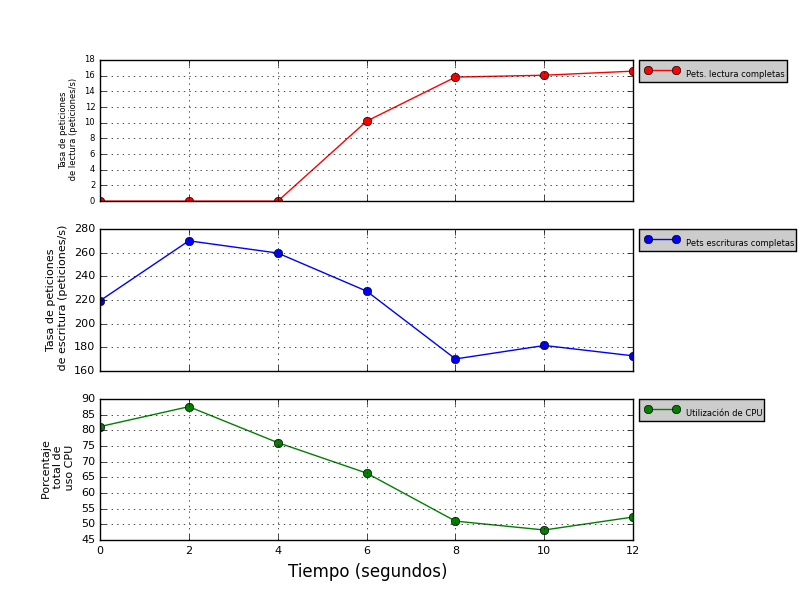 18
16
14
12
10
8
6
4
2
0
Tasa de peticiones
de lectura (peticiones/s)
Pets. lectura completas
280
260
240
220
200
180
160
Tasa de peticiones
de escritura (peticiones/s)
Pets escrituras completas
90
85
80
75
70
65
60
55
50
45
Porcentaje
total de
uso CPU
Utilización de CPU
0 2 4 6 8 10 12
Tiempo (segundos)